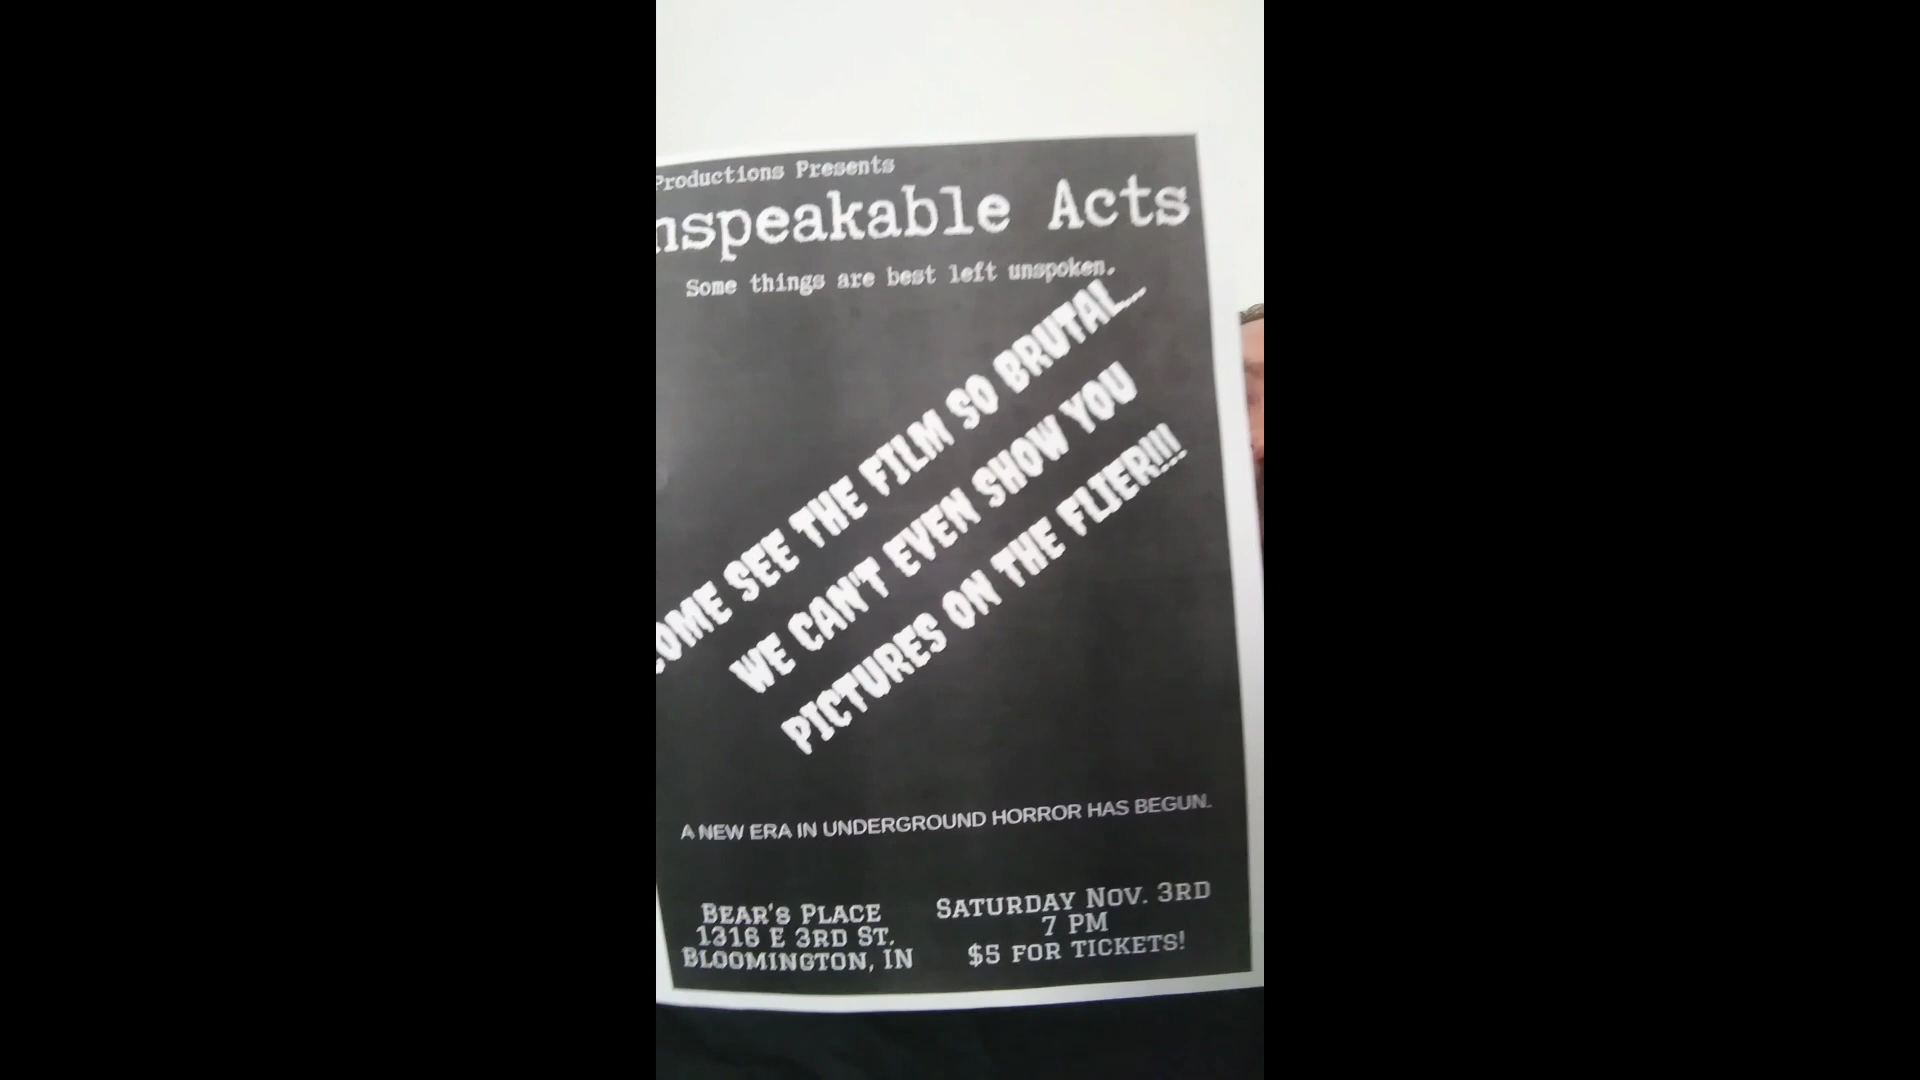 Productions Presents
nspeakable Acts
Some things are best left unspoken.
OME SEE THE FILM SO BRUTAL...
WE CAN'T EVEN SHOW YOU
PICTURES ON THE FLIER!!!
A NEW ERA IN UNDERGROUND HORROR HAS BEGUN.
BEAR'S PLACE
1316 E 3RD ST.
BLOOMINGTON, IN
SATURDAY NOV. 3RD
7 PM
$5 FOR TICKETS!